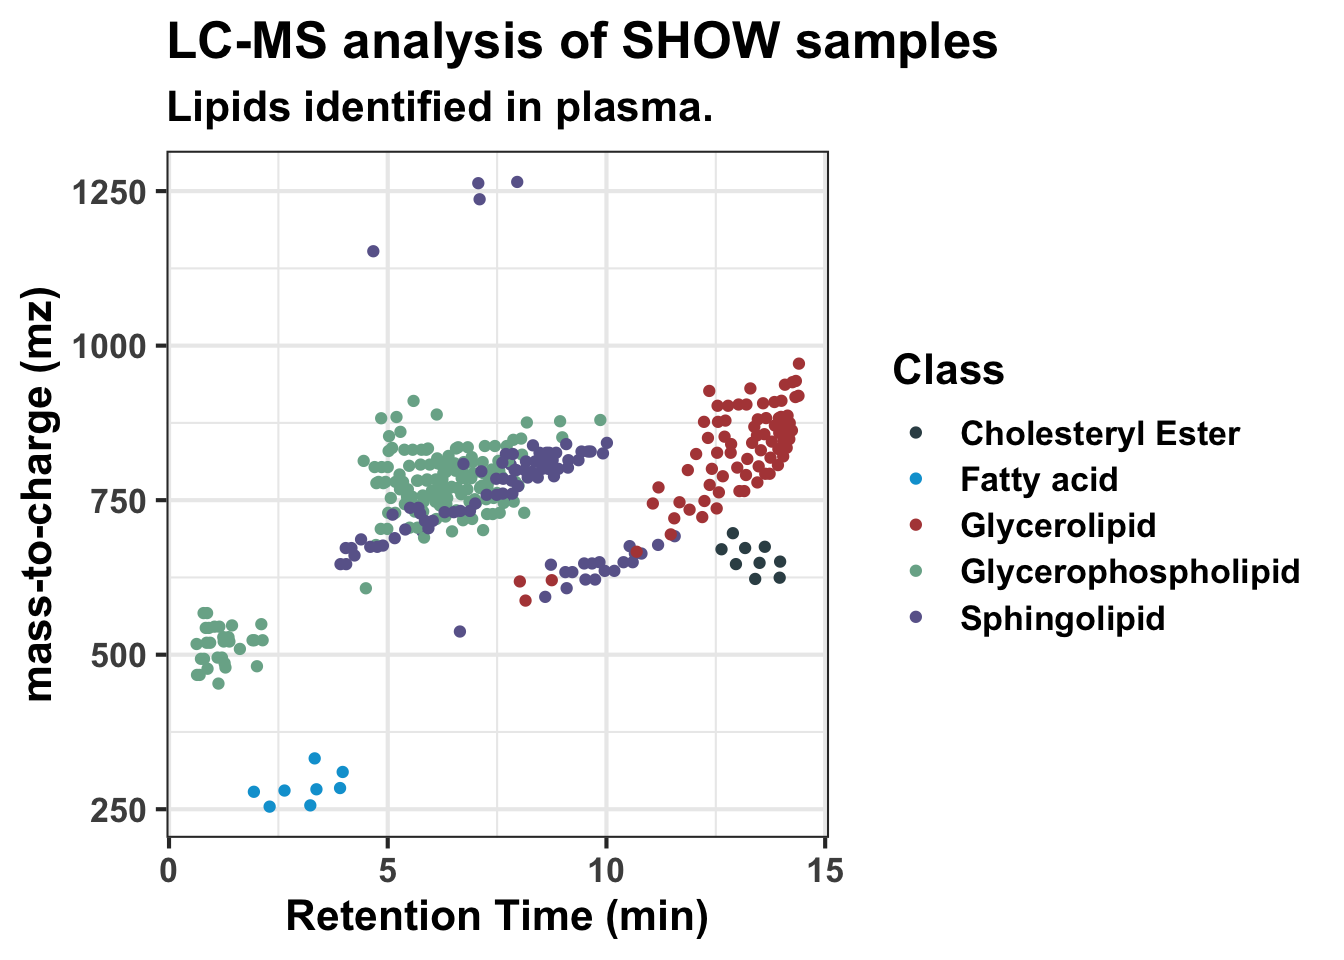 LC-MS analysis of SHOW samples
Lipids identified in plasma.
mass-to-charge (mz)
1250
1000
750
500
250
0 5 10 15
Retention Time (min)
Class
Cholesteryl Ester
Fatty acid
Glycerolipid
Glycerophospholipid
Sphingolipid